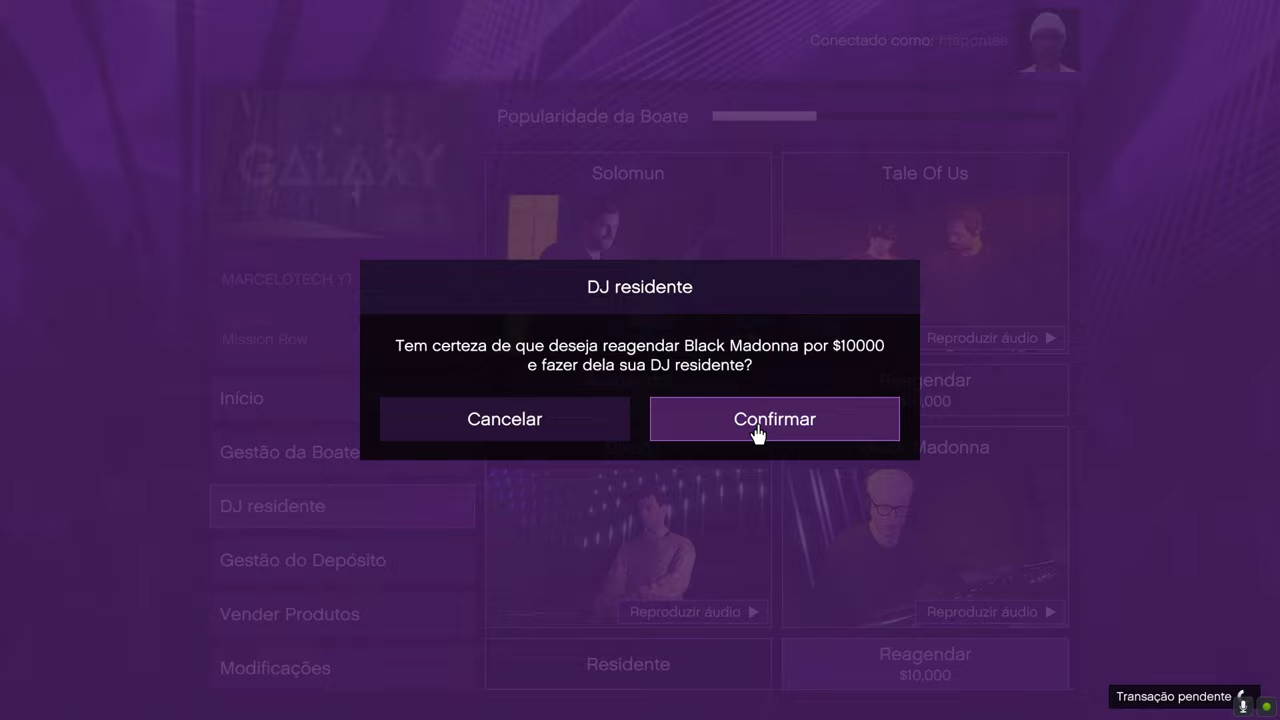 Conectado como:
Popularidade da Boate
GALAXY
Solomun
Tale Of Us
MARCELOTECH YT
Mission Row
Reproduzir áudio
DJ residente
Tem certeza de que deseja reagendar Black Madonna por $10000
e fazer dela sua DJ residente?
Cancelar
Confirmar
Reagendar
Madonna
Início
Gestão da Boate
DJ residente
Gestão do Depósito
Vender Produtos
Modificações
Reproduzir áudio
Reproduzir áudio
Residente
Reagendar
$10,000
Transação pendente